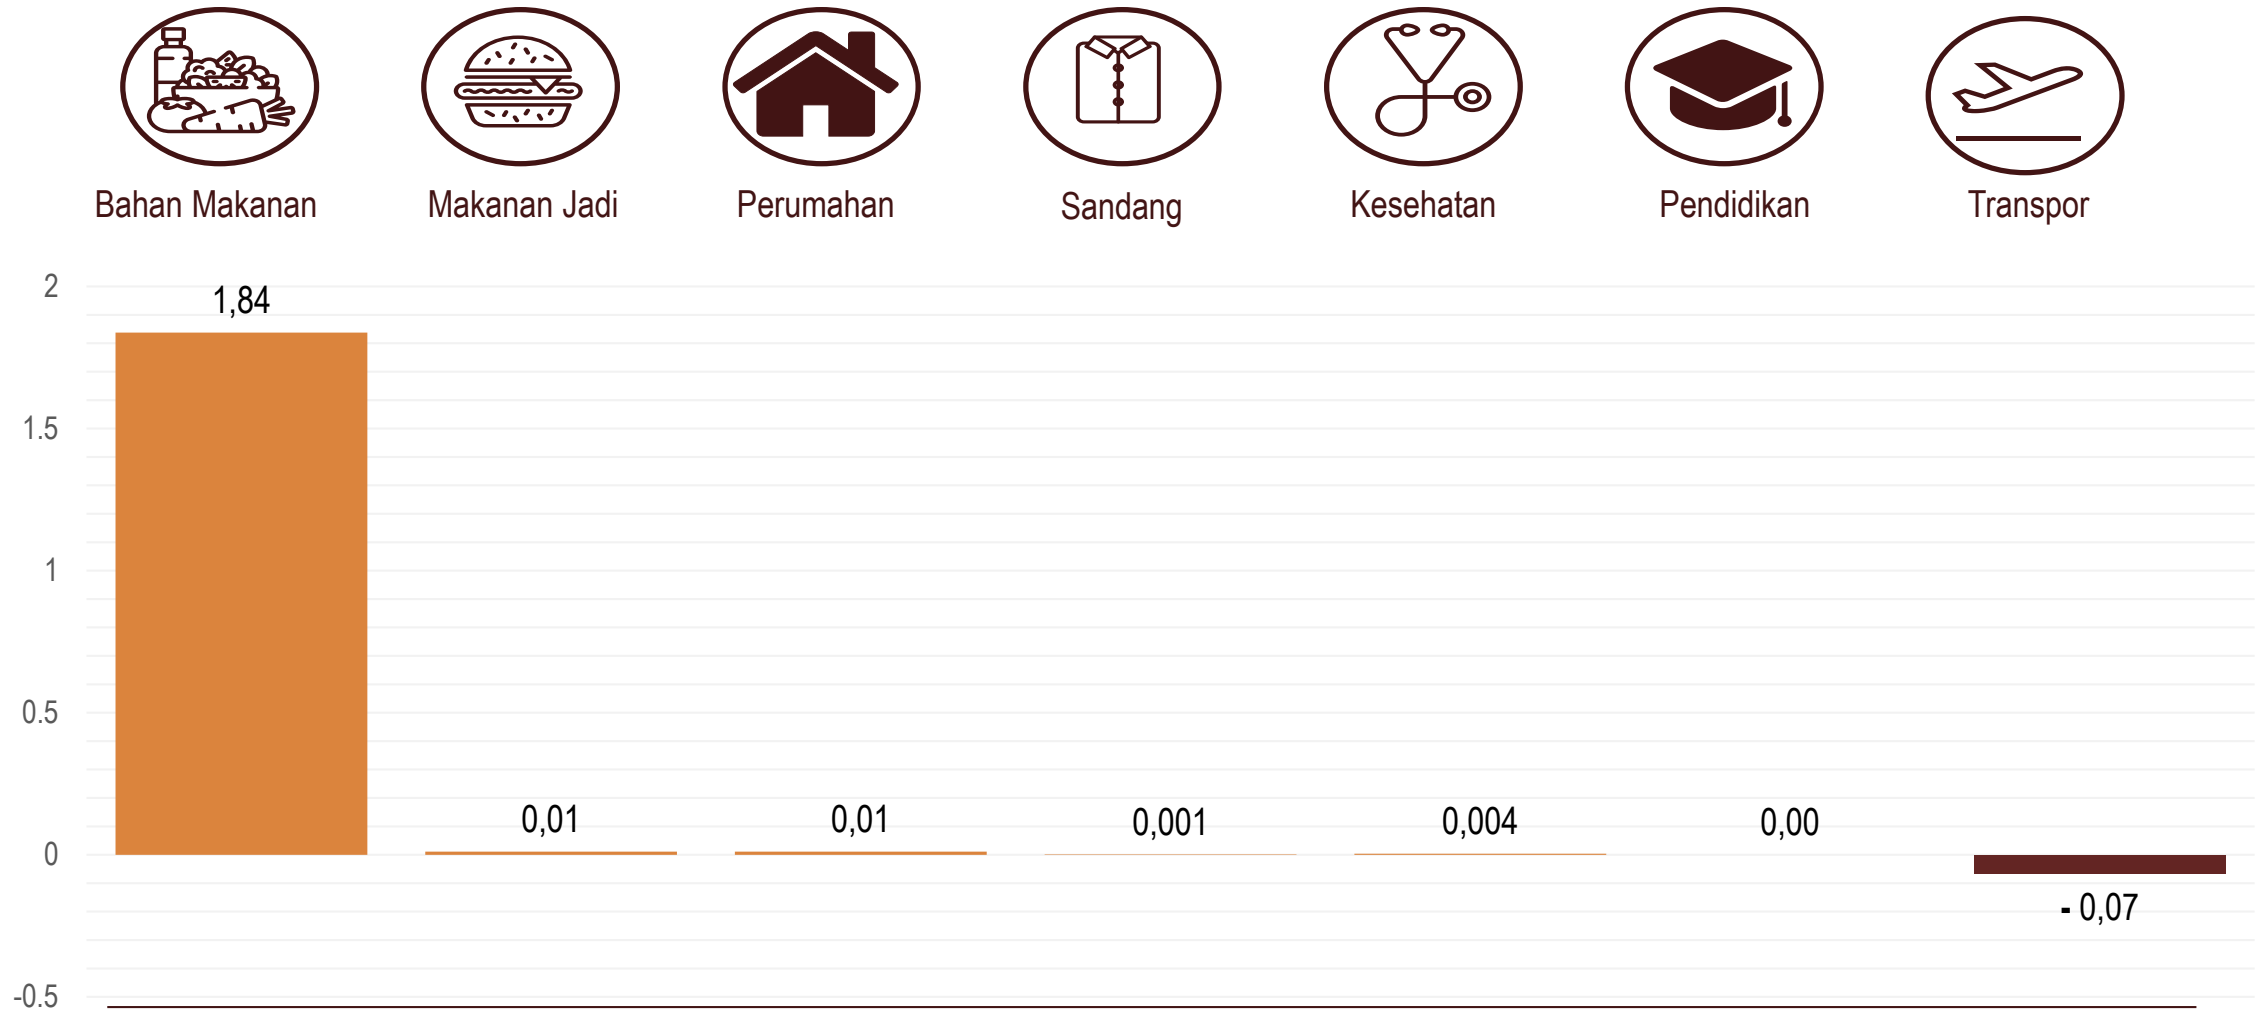 Bahan Makanan
Makanan Jadi
Perumahan
Sandang
Kesehatan
Pendidikan
Transpor
2
1,84
1.5
1
0.5
0,01
0,01
0,001
0,004
0,00
0
- 0,07
-0.5